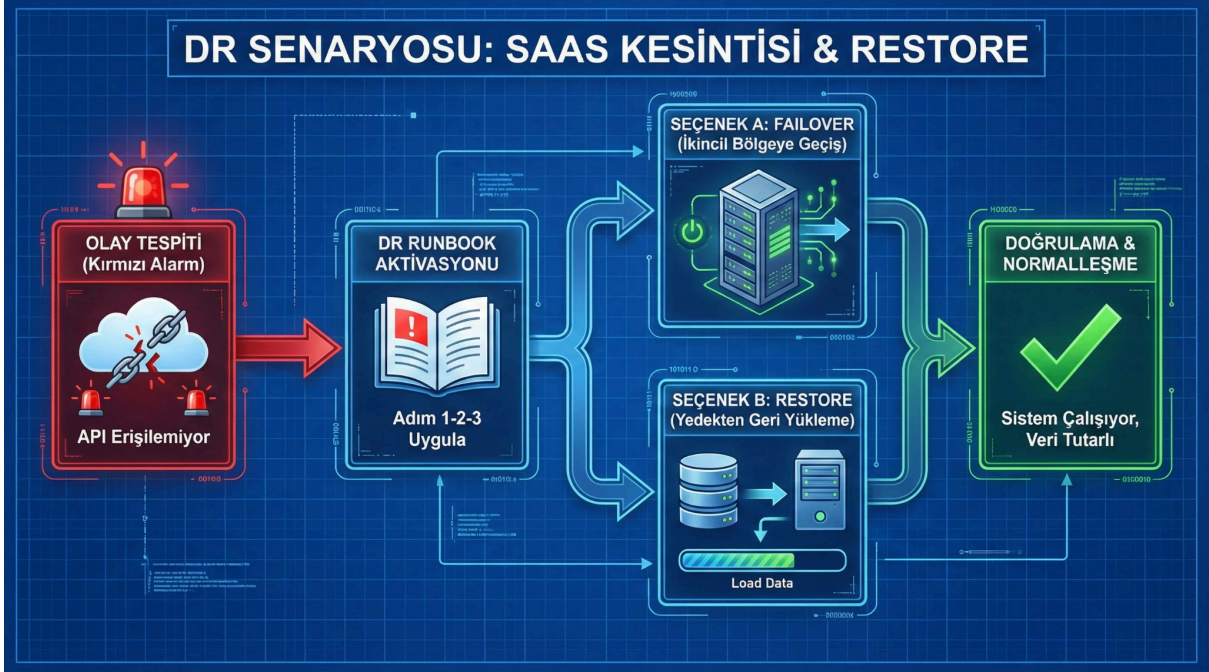 DR SENARYOSU: SAAS KESİNTİSİ & RESTORE
OLAY TESPİTİ
(Kırmızı Alarm)
API Erişilemiyor
DR RUNBOOK
AKTİVASYONU
Adım 1-2-3
Uygula
SEÇENEK A: FAILOVER
(İkincil Bölgeye Geçiş)
SEÇENEK B: RESTORE
(Yedekten Geri Yükleme)
Load Data
DOĞRULAMA &
NORMALLEŞME
Sistem Çalışıyor,
Veri Tutarlı